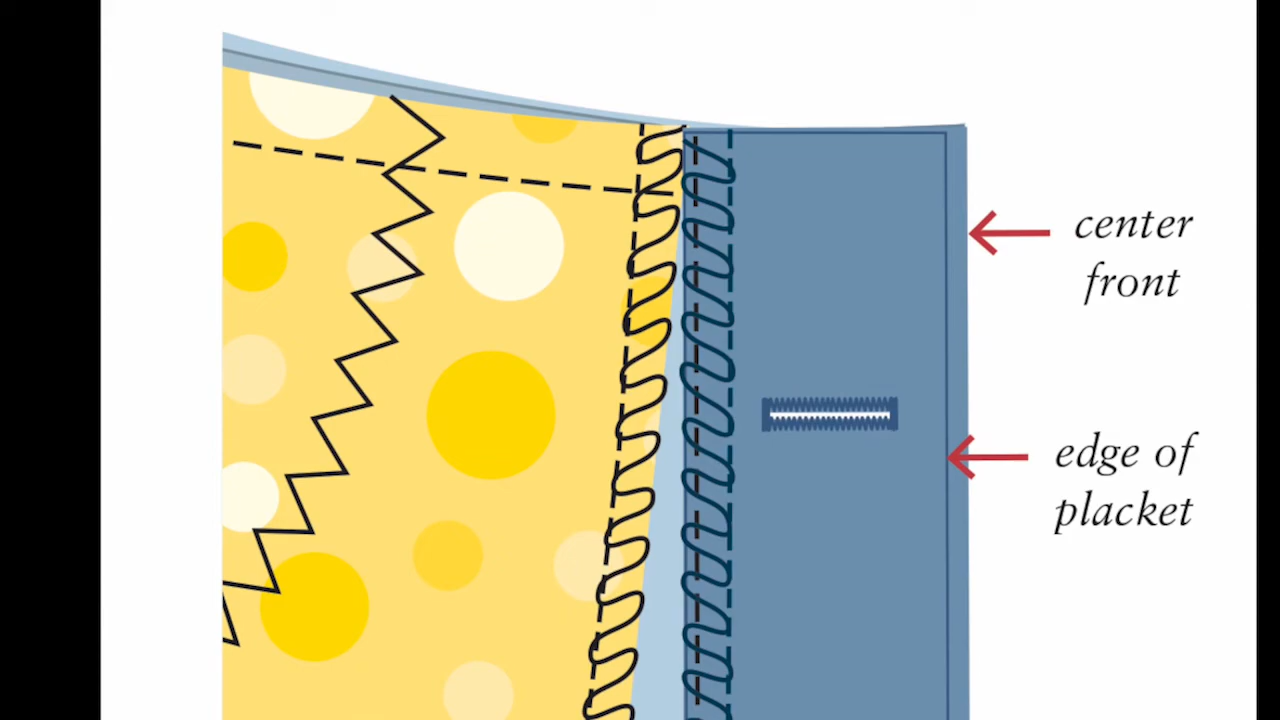 center
front
edge of
placket